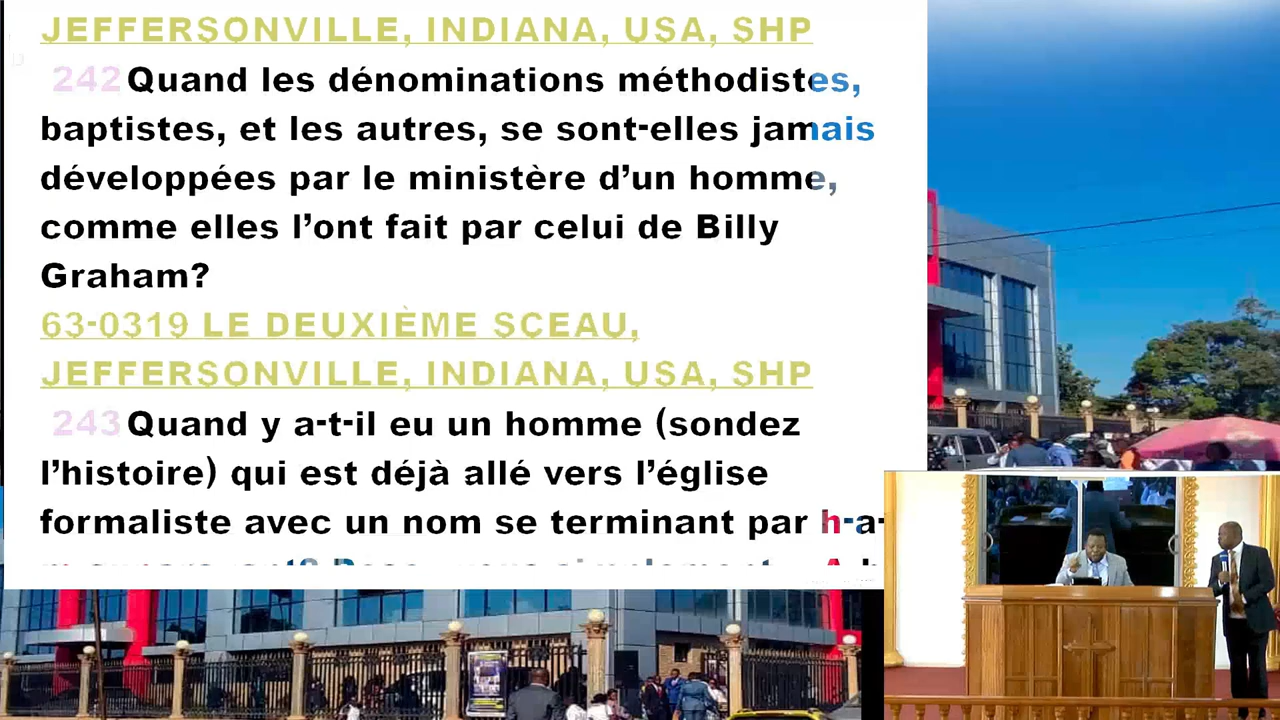 JEFFERSONVILLE, INDIANA, USA, SHP
242 Quand les dénominations méthodistes,
baptistes, et les autres, se sont-elles jamais
développées par le ministère d’un homme,
comme elles l’ont fait par celui de Billy
Graham?
63-0319 LE DEUXIÈME SCEAU,
JEFFERSONVILLE, INDIANA, USA, SHP
243 Quand y a-t-il eu un homme (sondez
l’histoire) qui est déjà allé vers l’église
formaliste avec un nom se terminant par h-a-